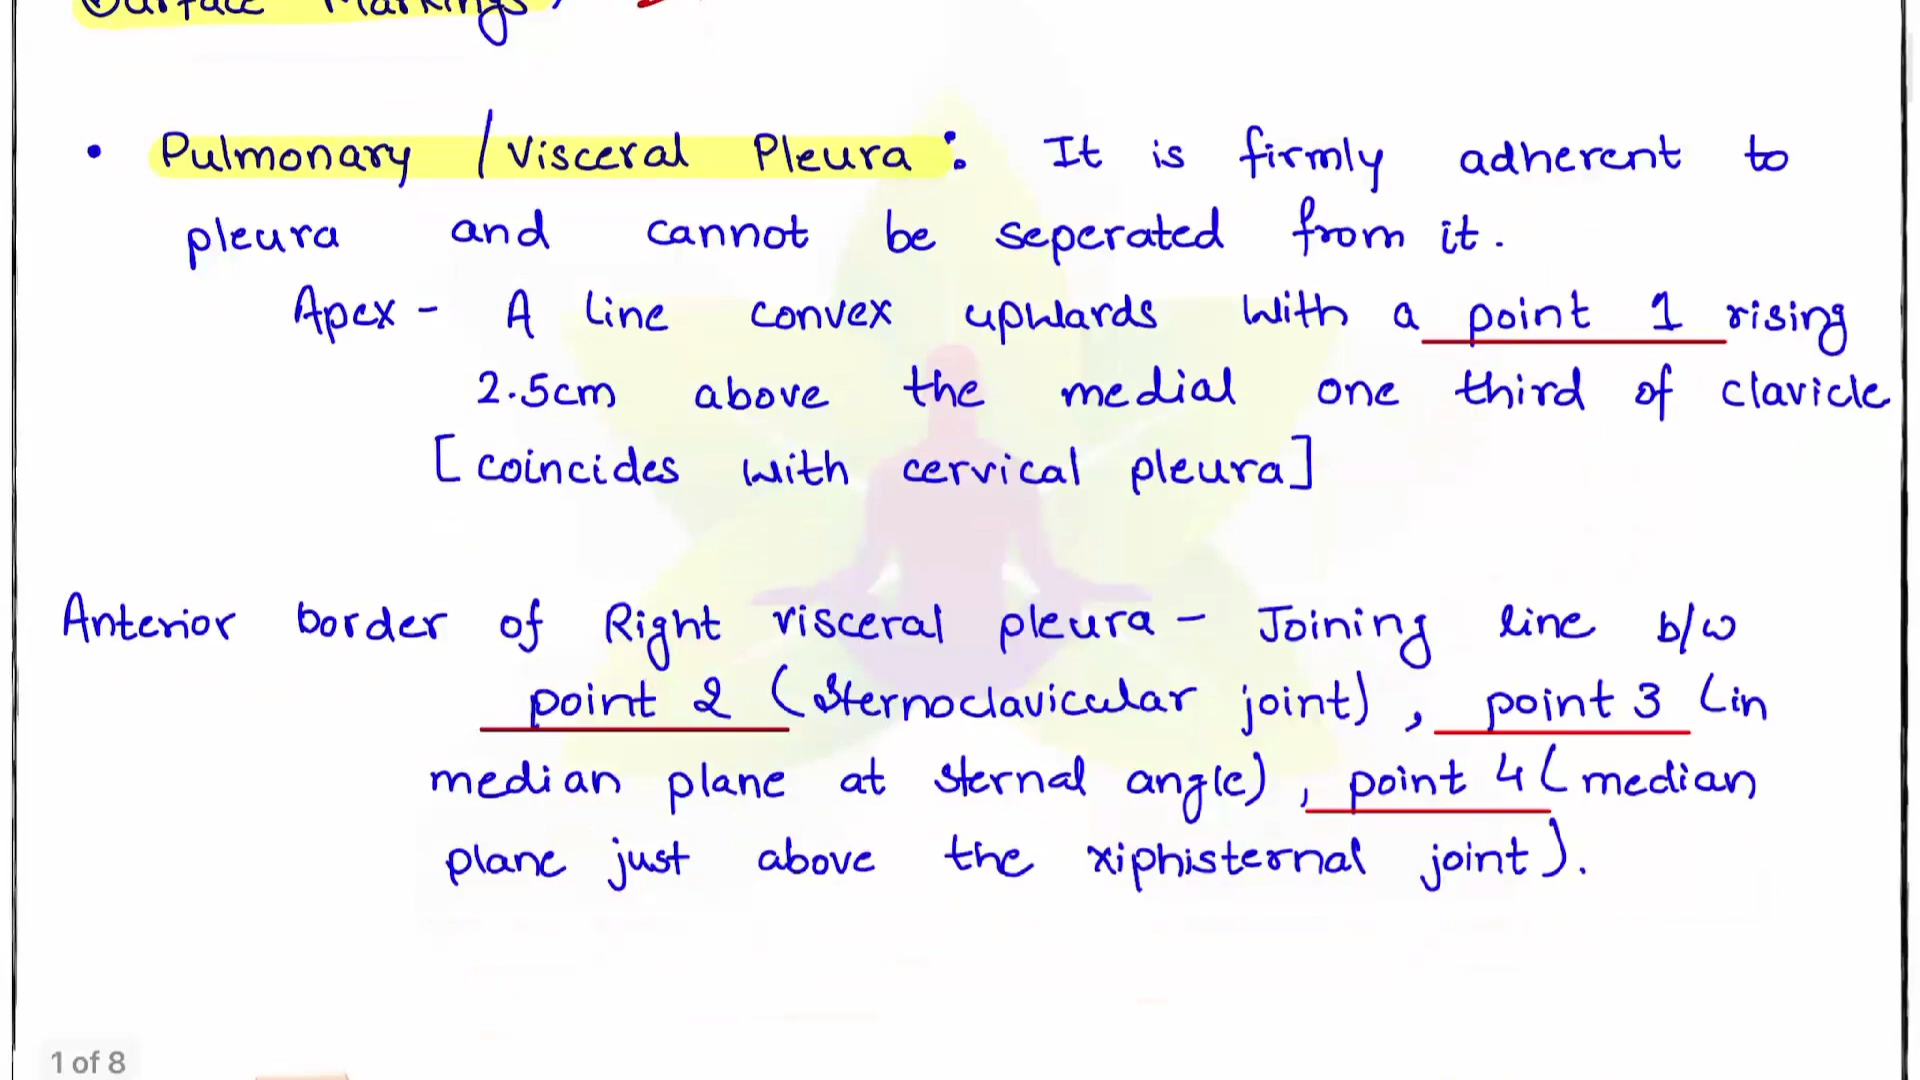 Surface Markings
• Pulmonary / Visceral Pleura : It is firmly adherent to
pleura and cannot be seperated from it.
Apex - A line convex upwards with a point 1 rising
2.5cm above the medial one third of clavicle
[coincides with cervical pleura]
Anterior border of Right visceral pleura - Joining line b/w
point 2 (Sternoclavicular joint), point 3 (in
median plane at sternal angle), point 4 (median
plane just above the xiphisternal joint).
1 of 8